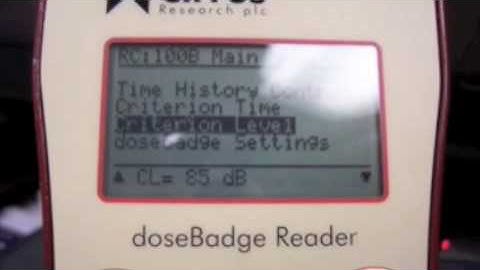 Research plc
RC:100B Main
Time History
Criterion Time
Criterion Level
doseBadge Settings
▲ CL= 85 dB ▼
doseBadge Reader